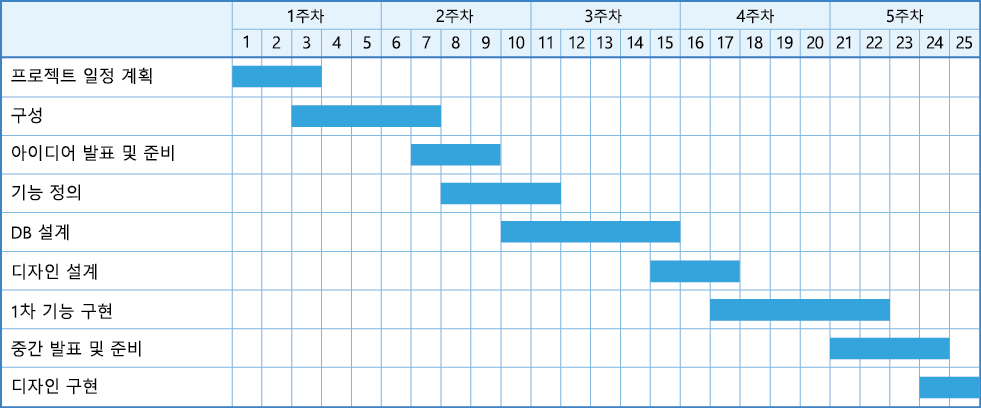 1주차 2주차 3주차 4주차 5주차
1 2 3 4 5 6 7 8 9 10 11 12 13 14 15 16 17 18 19 20 21 22 23 24 25
프로젝트 일정 계획
구성
아이디어 발표 및 준비
기능 정의
DB 설계
디자인 설계
1차 기능 구현
중간 발표 및 준비
디자인 구현